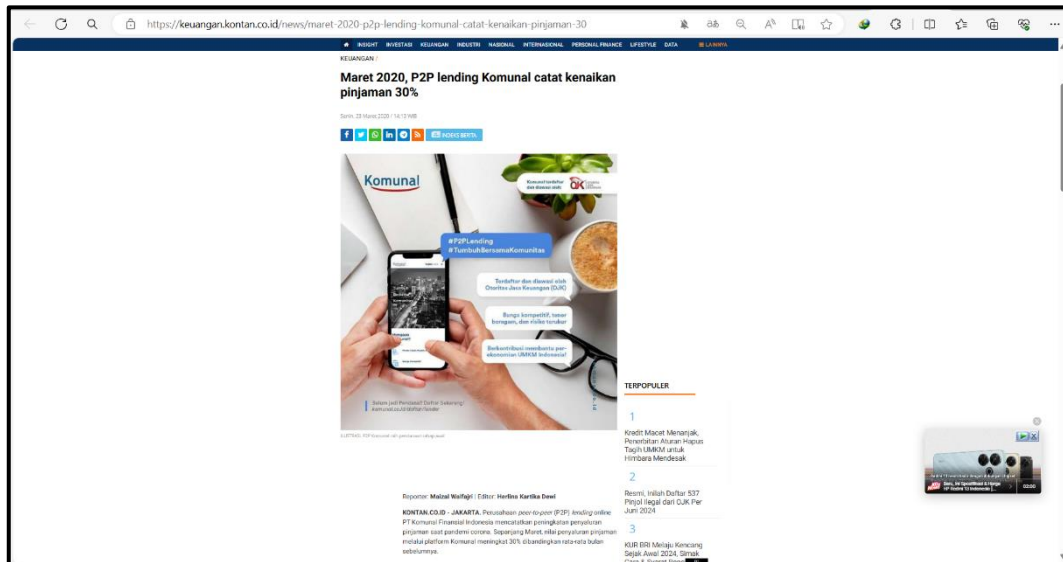 https://keuangan.kontan.co.id/news/maret-2020-p2p-lending-komunal-catat-kenaikan-pinjaman-30
INSIGHT INVESTASI KEUANGAN INDUSTRI NASIONAL INTERNASIONAL PERSONAL FINANCE LIFESTYLE DATA LAINNYA
KEUANGAN /
Maret 2020, P2P lending Komunal catat kenaikan
pinjaman 30%
INDEKS BERITA
Komunal
Komunal terdaftar
dan diawasi oleh
#P2PLending
#TumbuhBersamaKomunitas
Terdaftar dan diawasi oleh
Otoritas Jasa Keuangan (OJK)
Bunga kompetitif, tenor
beragam, dan risiko terukur
Berkontribusi membantu per-
ekonomian UMKM Indonesia!
TERPOPULER
1
Kredit Macet Menanjak,
Penerbitan Aturan Hapus
Tagih UMKM untuk
Himbara Mendesak
2
Resmi, Inilah Daftar 537
Pinjol Ilegal dari OJK Per
Juni 2024
3
KUR BRI Melaju Kencang
Sejak Awal 2024, Simak
Reporter: Maizal Walfajri | Editor: Herlina Kartika Dewi
KONTAN.CO.ID - JAKARTA. Perusahaan peer-to-peer (P2P) lending online
PT Komunal Finansial Indonesia mencatatkan peningkatan penyaluran
pinjaman saat pandemi corona. Sepanjang Maret, nilai penyaluran pinjaman
melalui platform Komunal meningkat 30% dibandingkan rata-rata bulan
sebelumnya.